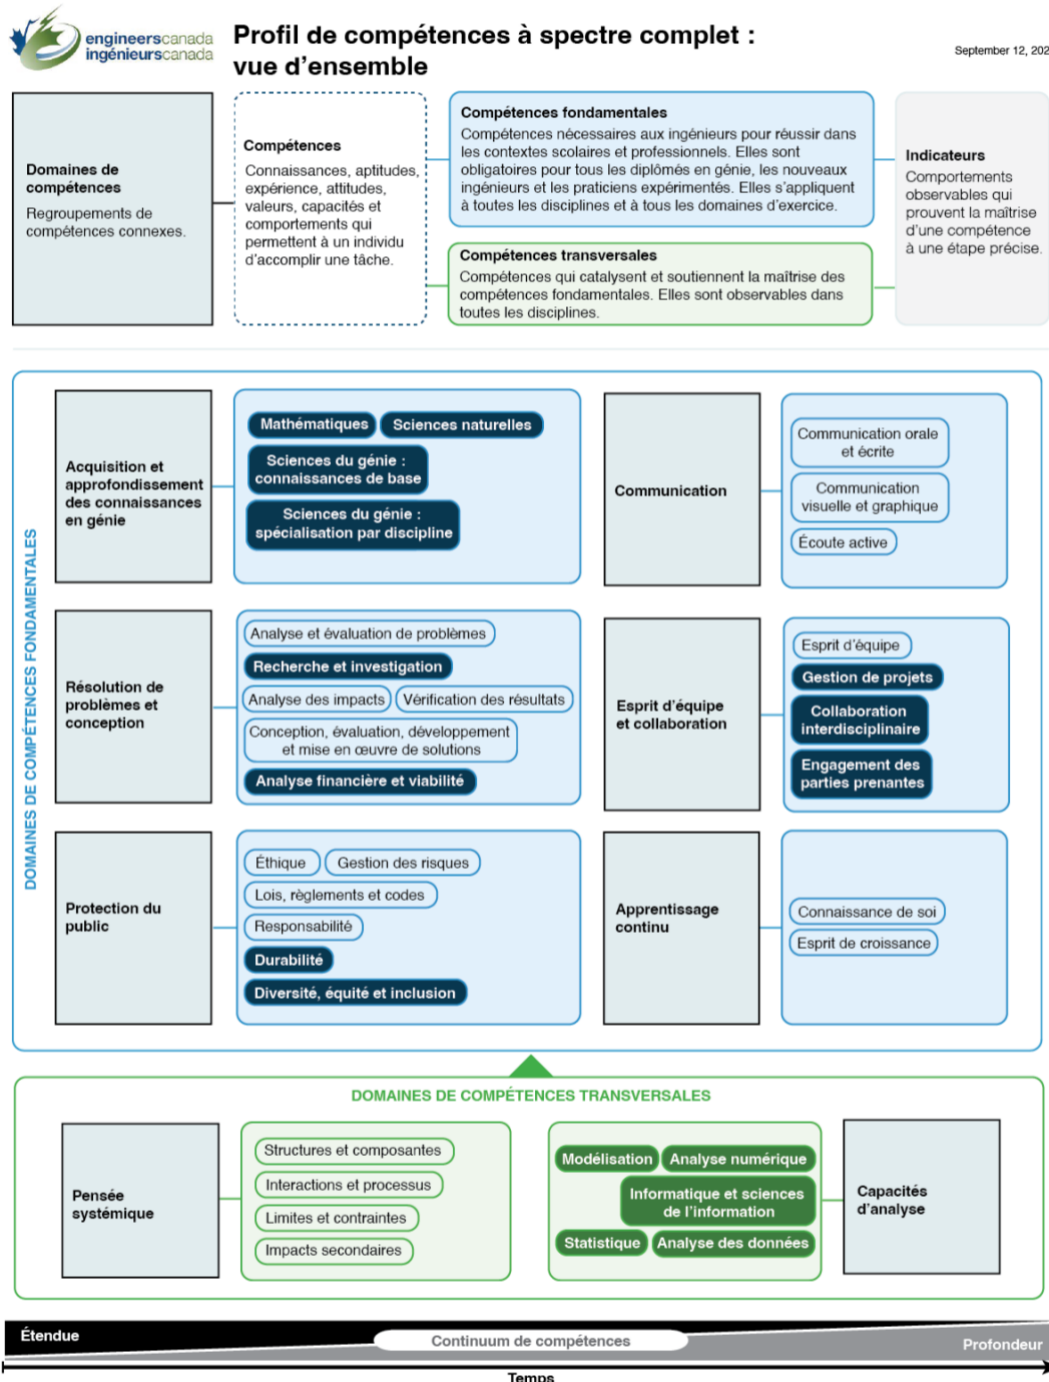 engineerscanada
ingénieurscanada
Profil de compétences à spectre complet :
vue d'ensemble
September 12, 202
Domaines de
compétences
Regroupements de
compétences connexes.
Compétences
Connaissances, aptitudes,
expérience, attitudes,
valeurs, capacités et
comportements qui
permettent à un individu
d'accomplir une tâche.
Compétences fondamentales
Compétences nécessaires aux ingénieurs pour réussir dans
les contextes scolaires et professionnels. Elles sont
obligatoires pour tous les diplômés en génie, les nouveaux
ingénieurs et les praticiens expérimentés. Elles s'appliquent
à toutes les disciplines et à tous les domaines d'exercice.
Compétences transversales
Compétences qui catalysent et soutiennent la maîtrise des
compétences fondamentales. Elles sont observables dans
toutes les disciplines.
Indicateurs
Comportements
observables qui
prouvent la maîtrise
d'une compétence
à une étape précise.
DOMAINES DE COMPÉTENCES FONDAMENTALES
Acquisition et
approfondissement
des connaissances
en génie
Mathématiques
Sciences naturelles
Sciences du génie :
connaissances de base
Sciences du génie :
spécialisation par discipline
Communication
Communication orale
et écrite
Communication
visuelle et graphique
Écoute active
Résolution de
problèmes et
conception
Analyse et évaluation de problèmes
Recherche et investigation
Analyse des impacts
Vérification des résultats
Conception, évaluation, développement
et mise en œuvre de solutions
Analyse financière et viabilité
Esprit d'équipe
et collaboration
Esprit d'équipe
Gestion de projets
Collaboration
interdisciplinaire
Engagement des
parties prenantes
Protection du
public
Éthique
Gestion des risques
Lois, règlements et codes
Responsabilité
Durabilité
Diversité, équité et inclusion
Apprentissage
continu
Connaissance de soi
Esprit de croissance
DOMAINES DE COMPÉTENCES TRANSVERSALES
Pensée
systémique
Structures et composantes
Interactions et processus
Limites et contraintes
Impacts secondaires
Modélisation
Analyse numérique
Informatique et sciences
de l'information
Statistique
Analyse des données
Capacités
d'analyse
Étendue
Continuum de compétences
Profondeur
Temps